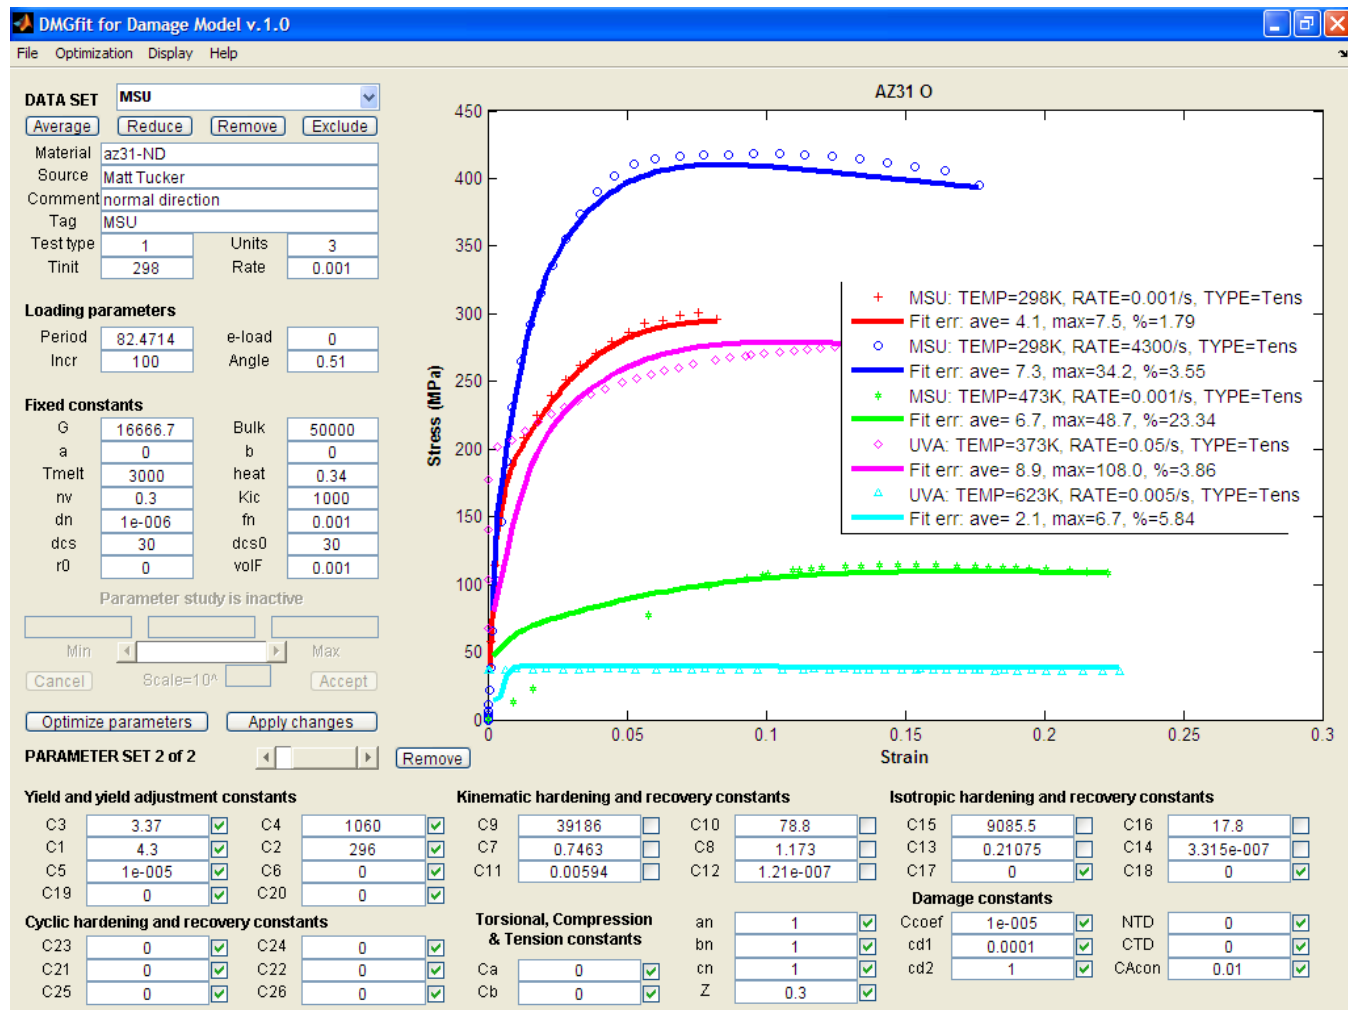 DMGfit for Damage Model v.1.0
File Optimization Display Help
DATA SET MSU
Average Reduce Remove Exclude
Material az31-ND
Source Matt Tucker
Comment normal direction
Tag MSU
Test type 1 Units 3
Tinit 298 Rate 0.001
Loading parameters
Period 82.4714 e-load 0
Incr 100 Angle 0.51
Fixed constants
G 16666.7 Bulk 50000
a 0 b 0
Tmelt 3000 heat 0.34
nv 0.3 Kic 1000
dn 1e-006 fn 0.001
dcs 30 dcs0 30
r0 0 volF 0.001
Parameter study is inactive
Min Max
Cancel Scale=10^ Accept
Optimize parameters Apply changes
PARAMETER SET 2 of 2 Remove
AZ31 O
Stress (MPa)
450
400
350
300
250
200
150
100
50
0
0 0.05 0.1 0.15 0.2 0.25 0.3
Strain
MSU: TEMP=298K, RATE=0.001/s, TYPE=Tens
Fit err: ave= 4.1, max=7.5, %=1.79
MSU: TEMP=298K, RATE=4300/s, TYPE=Tens
Fit err: ave= 7.3, max=34.2, %=3.55
MSU: TEMP=473K, RATE=0.001/s, TYPE=Tens
Fit err: ave= 6.7, max=48.7, %=23.34
UVA: TEMP=373K, RATE=0.05/s, TYPE=Tens
Fit err: ave= 8.9, max=108.0, %=3.86
UVA: TEMP=623K, RATE=0.005/s, TYPE=Tens
Fit err: ave= 2.1, max=6.7, %=5.84
Yield and yield adjustment constants
C3 3.37 C4 1060
C1 4.3 C2 296
C5 1e-005 C6 0
C19 0 C20 0
Cyclic hardening and recovery constants
C23 0 C24 0
C21 0 C22 0
C25 0 C26 0
Kinematic hardening and recovery constants
C9 39186 C10 78.8
C7 0.7463 C8 1.173
C11 0.00594 C12 1.21e-007
Torsional, Compression
& Tension constants
Ca 0
Cb 0
an 1
bn 1
cn 1
Z 0.3
Isotropic hardening and recovery constants
C15 9085.5 C16 17.8
C13 0.21075 C14 3.315e-007
C17 0 C18 0
Damage constants
Ccoef 1e-005 NTD 0
cd1 0.0001 CTD 0
cd2 1 CAcon 0.01